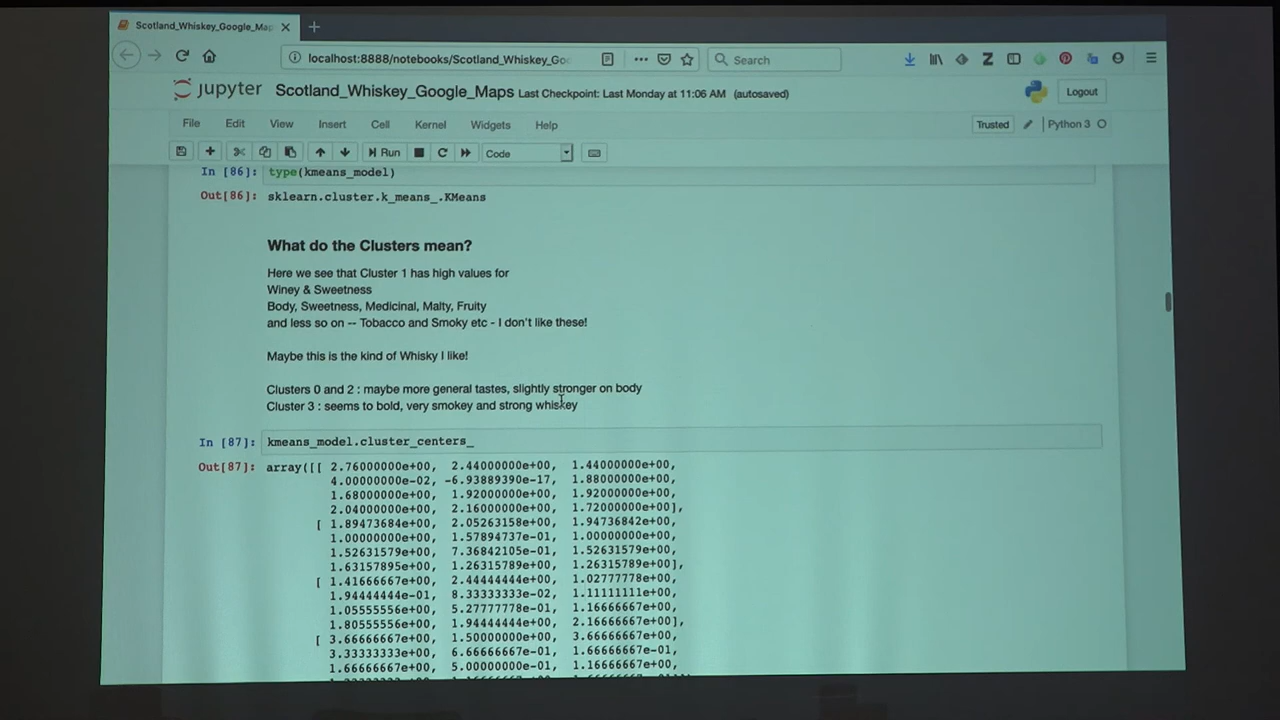 Scotland_Whiskey_Google_Map
localhost:8888/notebooks/Scotland_Whiskey_Go
Search
jupyter Scotland_Whiskey_Google_Maps Last Checkpoint: Last Monday at 11:06 AM (autosaved)
Logout
File Edit View Insert Cell Kernel Widgets Help
Trusted Python 3
Run Code
In [86]: type(kmeans_model)
Out[86]: sklearn.cluster.k_means_.KMeans
What do the Clusters mean?
Here we see that Cluster 1 has high values for
Winey & Sweetness
Body, Sweetness, Medicinal, Malty, Fruity
and less so on -- Tobacco and Smoky etc - I don't like these!
Maybe this is the kind of Whisky I like!
Clusters 0 and 2 : maybe more general tastes, slightly stronger on body
Cluster 3 : seems to bold, very smokey and strong whiskey
In [87]: kmeans_model.cluster_centers_
Out[87]: array([[ 2.76000000e+00, 2.44000000e+00, 1.44000000e+00,
4.00000000e-02, -6.93889390e-17, 1.88000000e+00,
1.68000000e+00, 1.92000000e+00, 1.92000000e+00,
2.04000000e+00, 2.16000000e+00, 1.72000000e+00],
[ 1.89473684e+00, 2.05263158e+00, 1.94736842e+00,
1.00000000e+00, 1.57894737e-01, 1.00000000e+00,
1.52631579e+00, 7.36842105e-01, 1.52631579e+00,
1.63157895e+00, 1.26315789e+00, 1.26315789e+00],
[ 1.41666667e+00, 2.44444444e+00, 1.02777778e+00,
1.94444444e-01, 8.33333333e-02, 1.11111111e+00,
1.05555556e+00, 5.27777778e-01, 1.16666667e+00,
1.80555556e+00, 1.94444444e+00, 2.16666667e+00],
[ 3.66666667e+00, 1.50000000e+00, 3.66666667e+00,
3.33333333e+00, 6.66666667e-01, 1.66666667e-01,
1.66666667e+00, 5.00000000e-01, 1.16666667e+00,